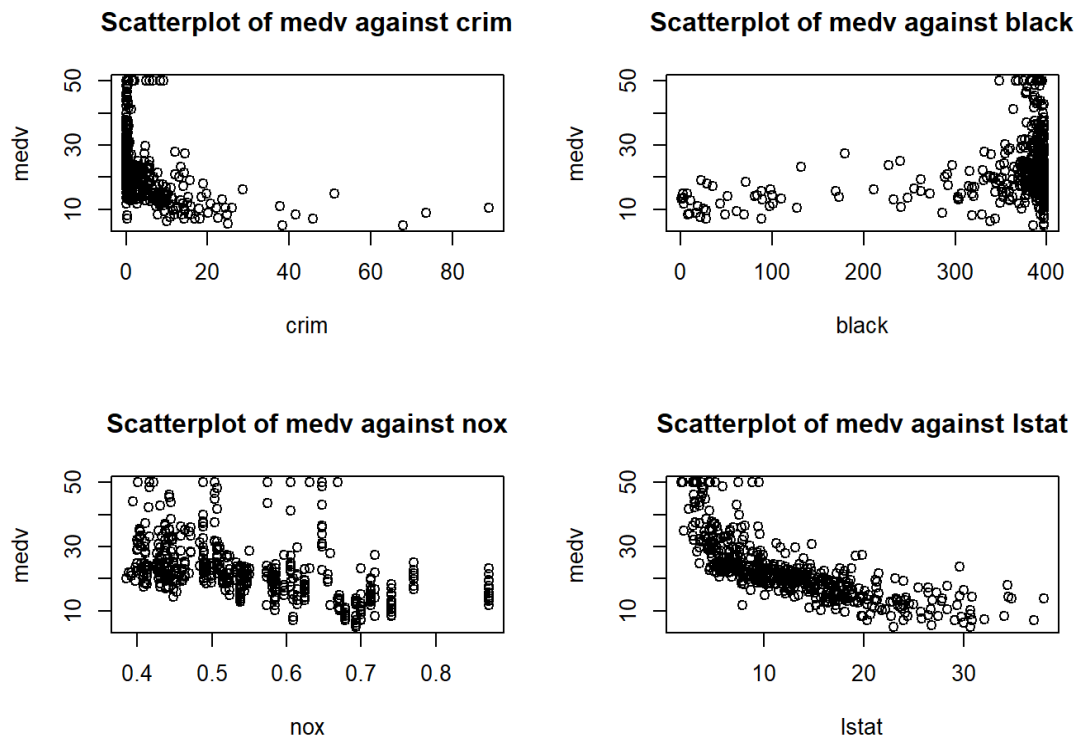 Scatterplot of medv against crim
medv
50
30
10
0 20 40 60 80
crim
Scatterplot of medv against black
medv
50
30
10
0 100 200 300 400
black
Scatterplot of medv against nox
medv
50
30
10
0.4 0.5 0.6 0.7 0.8
nox
Scatterplot of medv against lstat
medv
50
30
10
10 20 30
lstat